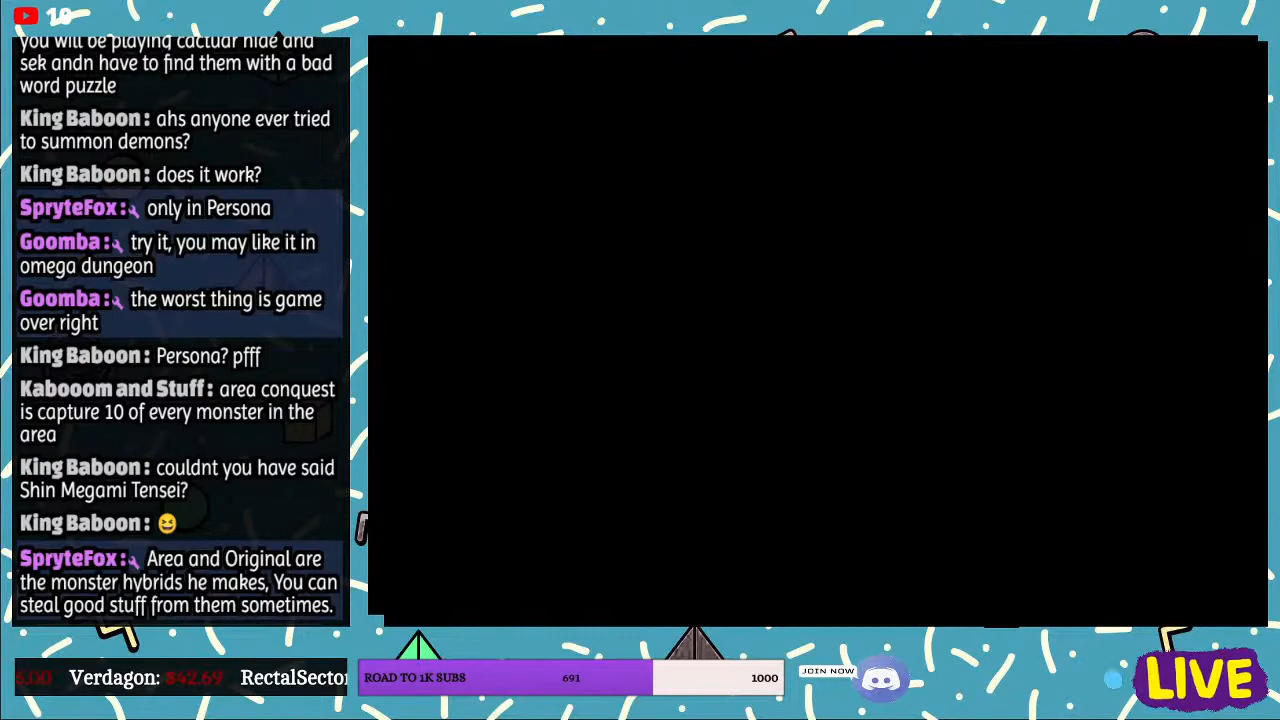 18
you will be playing cactuar hide and
sek andn have to find them with a bad
word puzzle
King Baboon : ahs anyone ever tried
to summon demons?
King Baboon : does it work?
SpryteFox : only in Persona
Goomba : try it, you may like it in
omega dungeon
Goomba : the worst thing is game
over right
King Baboon : Persona? pfff
Kabooom and Stuff : area conquest
is capture 10 of every monster in the
area
King Baboon : couldnt you have said
Shin Megami Tensei?
King Baboon : 😆
SpryteFox : Area and Original are
the monster hybrids he makes, You can
steal good stuff from them sometimes.
Verdagon: $42.69 RectalSecto
ROAD TO 1K SUBS 691 1000
JOIN NOW
LIVE